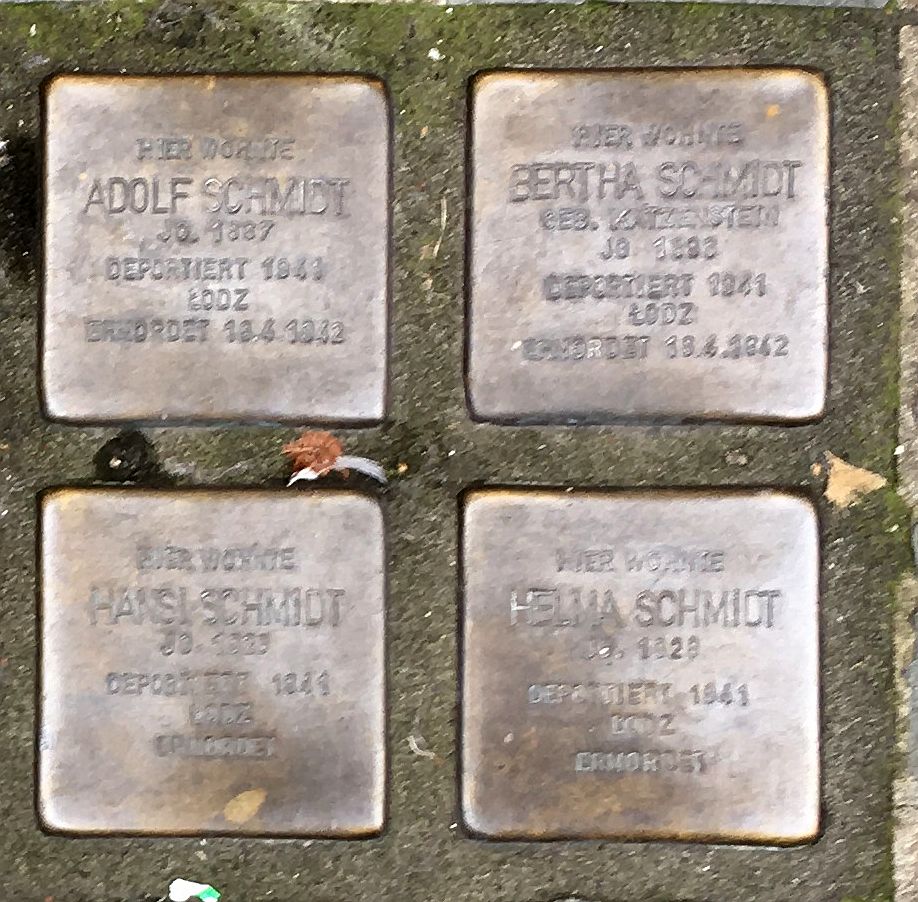 HIER WOHNTE
ADOLF SCHMIDT
JG. 1887
DEPORTIERT 1941
ŁODZ
ERMORDET 18.4.1942
HIER WOHNTE
BERTHA SCHMIDT
GEB. KATZENSTEIN
JG
DEPORTIERT 1941
ŁODZ
ERMORDET 18.4.1942
HIER WOHNTE
HANSI SCHMIDT
JG.
DEPORTIERT 1941
ŁODZ
ERMORDET
HIER WOHNTE
HELMA SCHMIDT
JG.
DEPORTIERT 1941
ŁODZ
ERMORDET